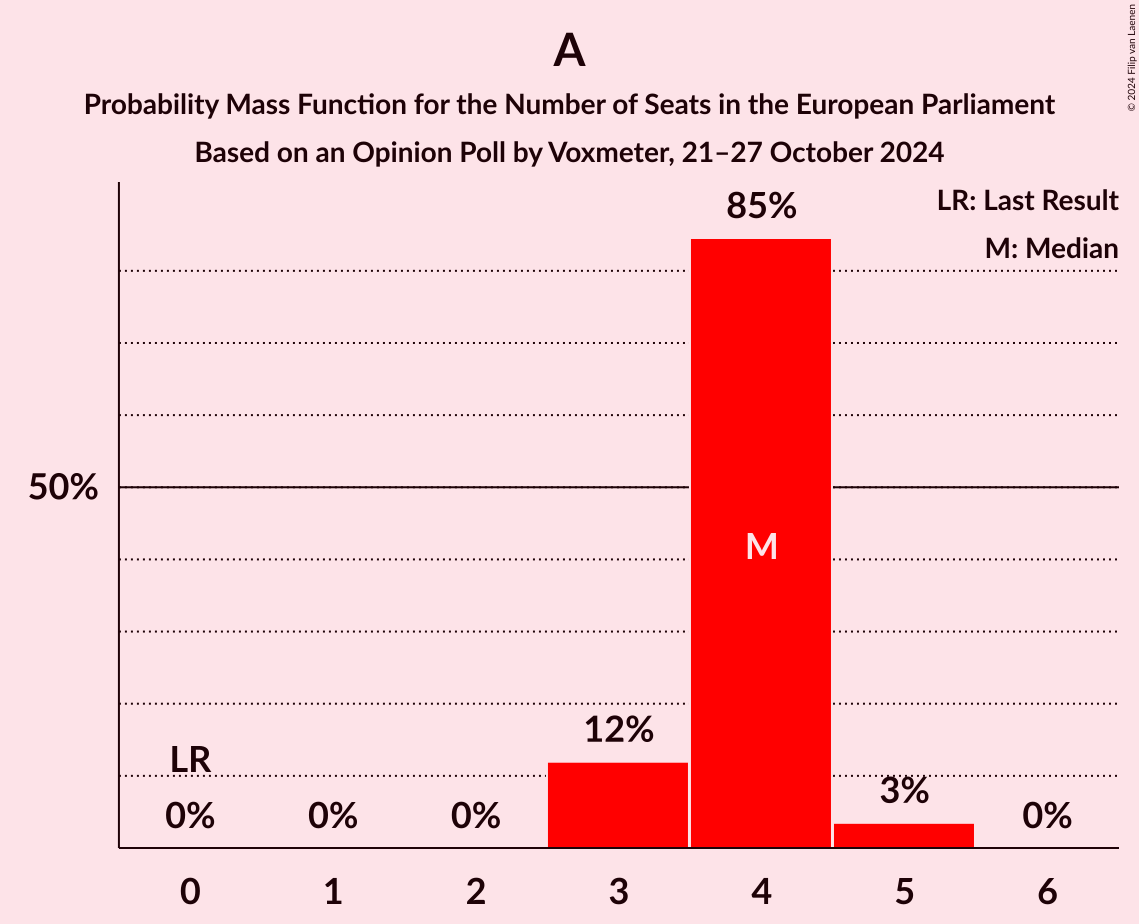 A
Probability Mass Function for the Number of Seats in the European Parliament
Based on an Opinion Poll by Voxmeter, 21–27 October 2024
© 2024 Filip van Laenen
LR: Last Result
M: Median
85%
50%
M
12%
LR
3%
0%
0%
0%
0%
0
1
2
3
4
5
6